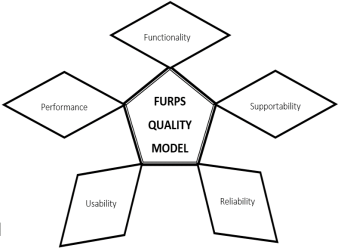 Functionality
Performance
FURPS
QUALITY
MODEL
Supportability
Usability
Reliability